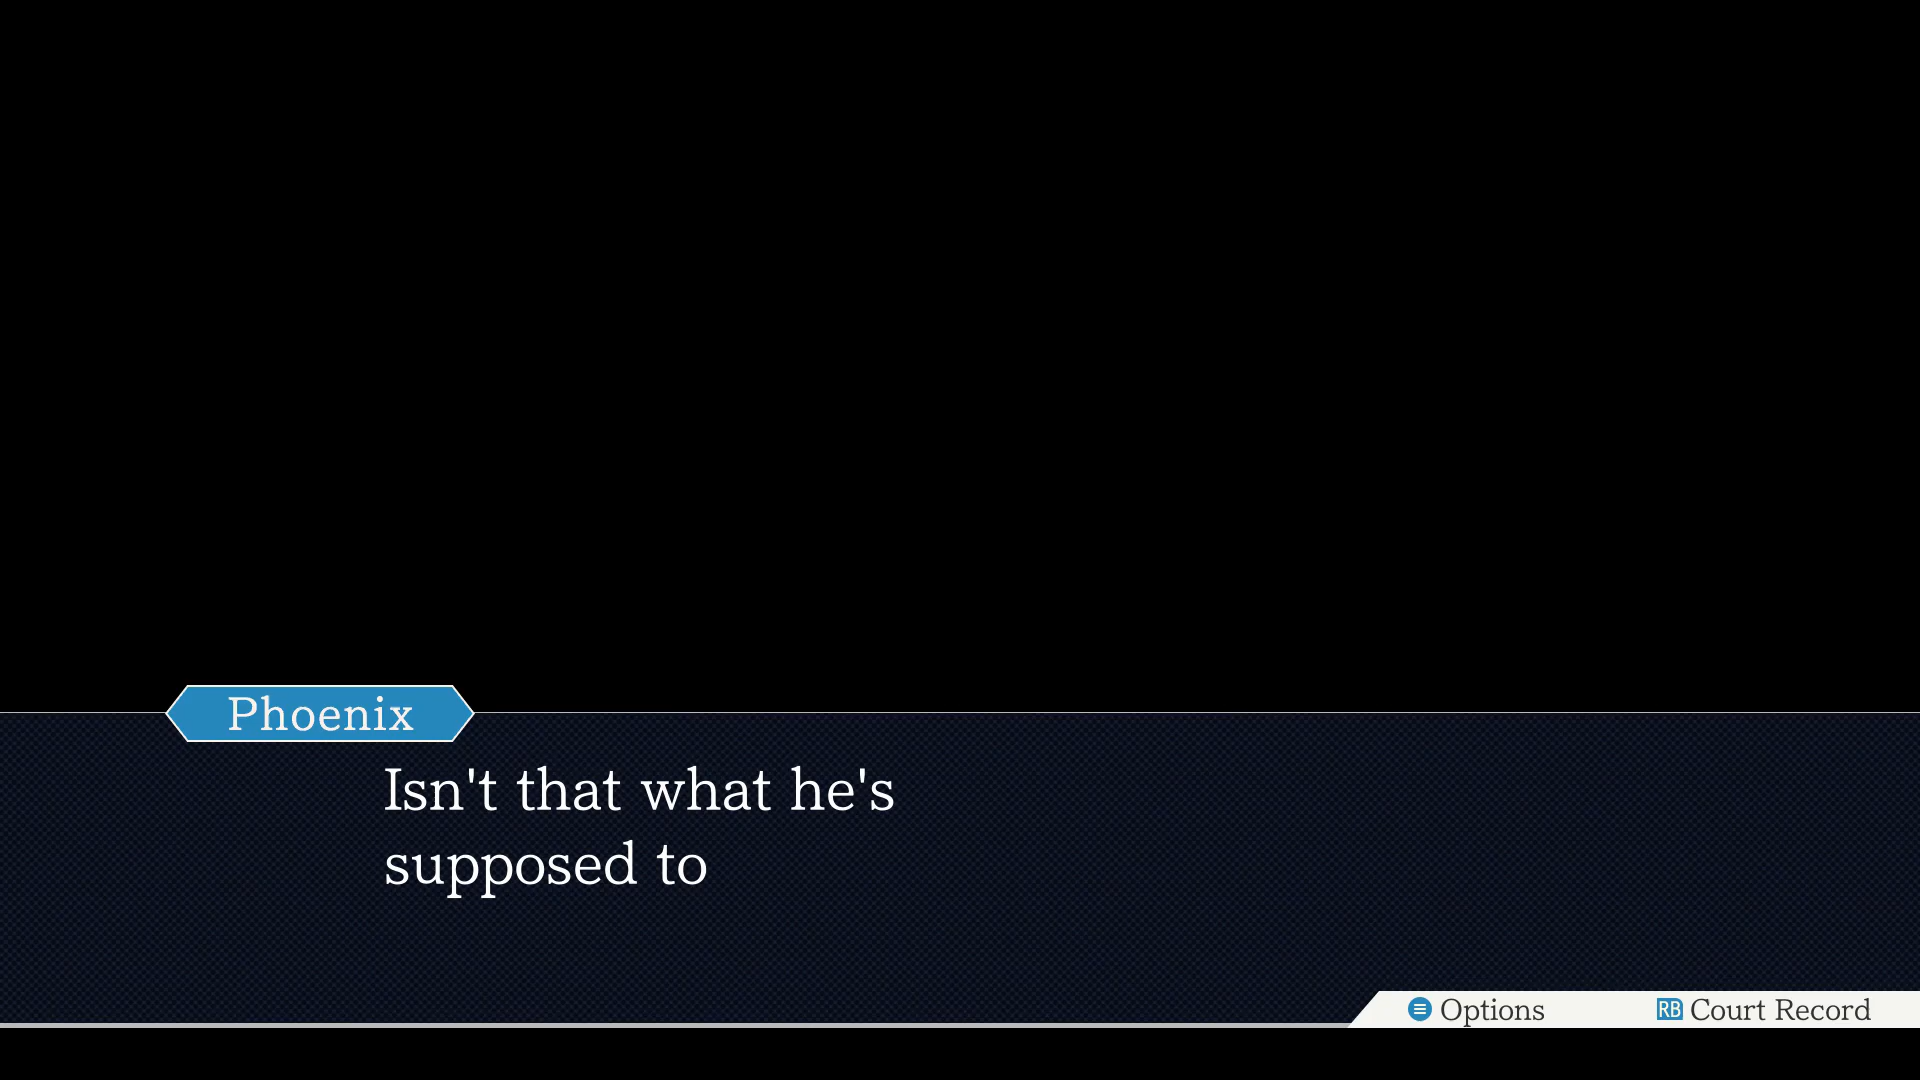 Phoenix
Isn't that what he's
supposed to
Options
RB Court Record